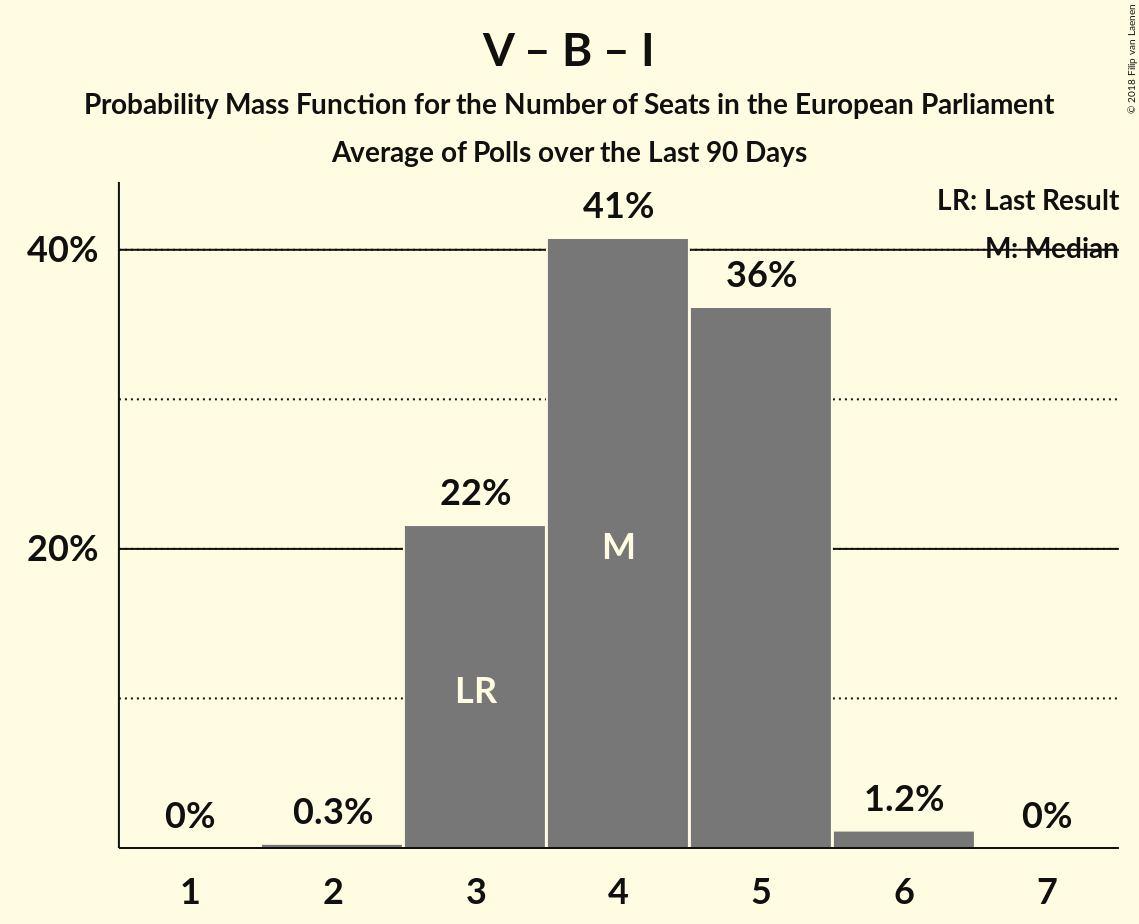 V – B – I
Probability Mass Function for the Number of Seats in the European Parliament
Average of Polls over the Last 90 Days
© 2018 Filip van Laenen
LR: Last Result
M: Median
40%
20%
0%
0.3%
22%
41%
36%
1.2%
0%
LR
M
1 2 3 4 5 6 7